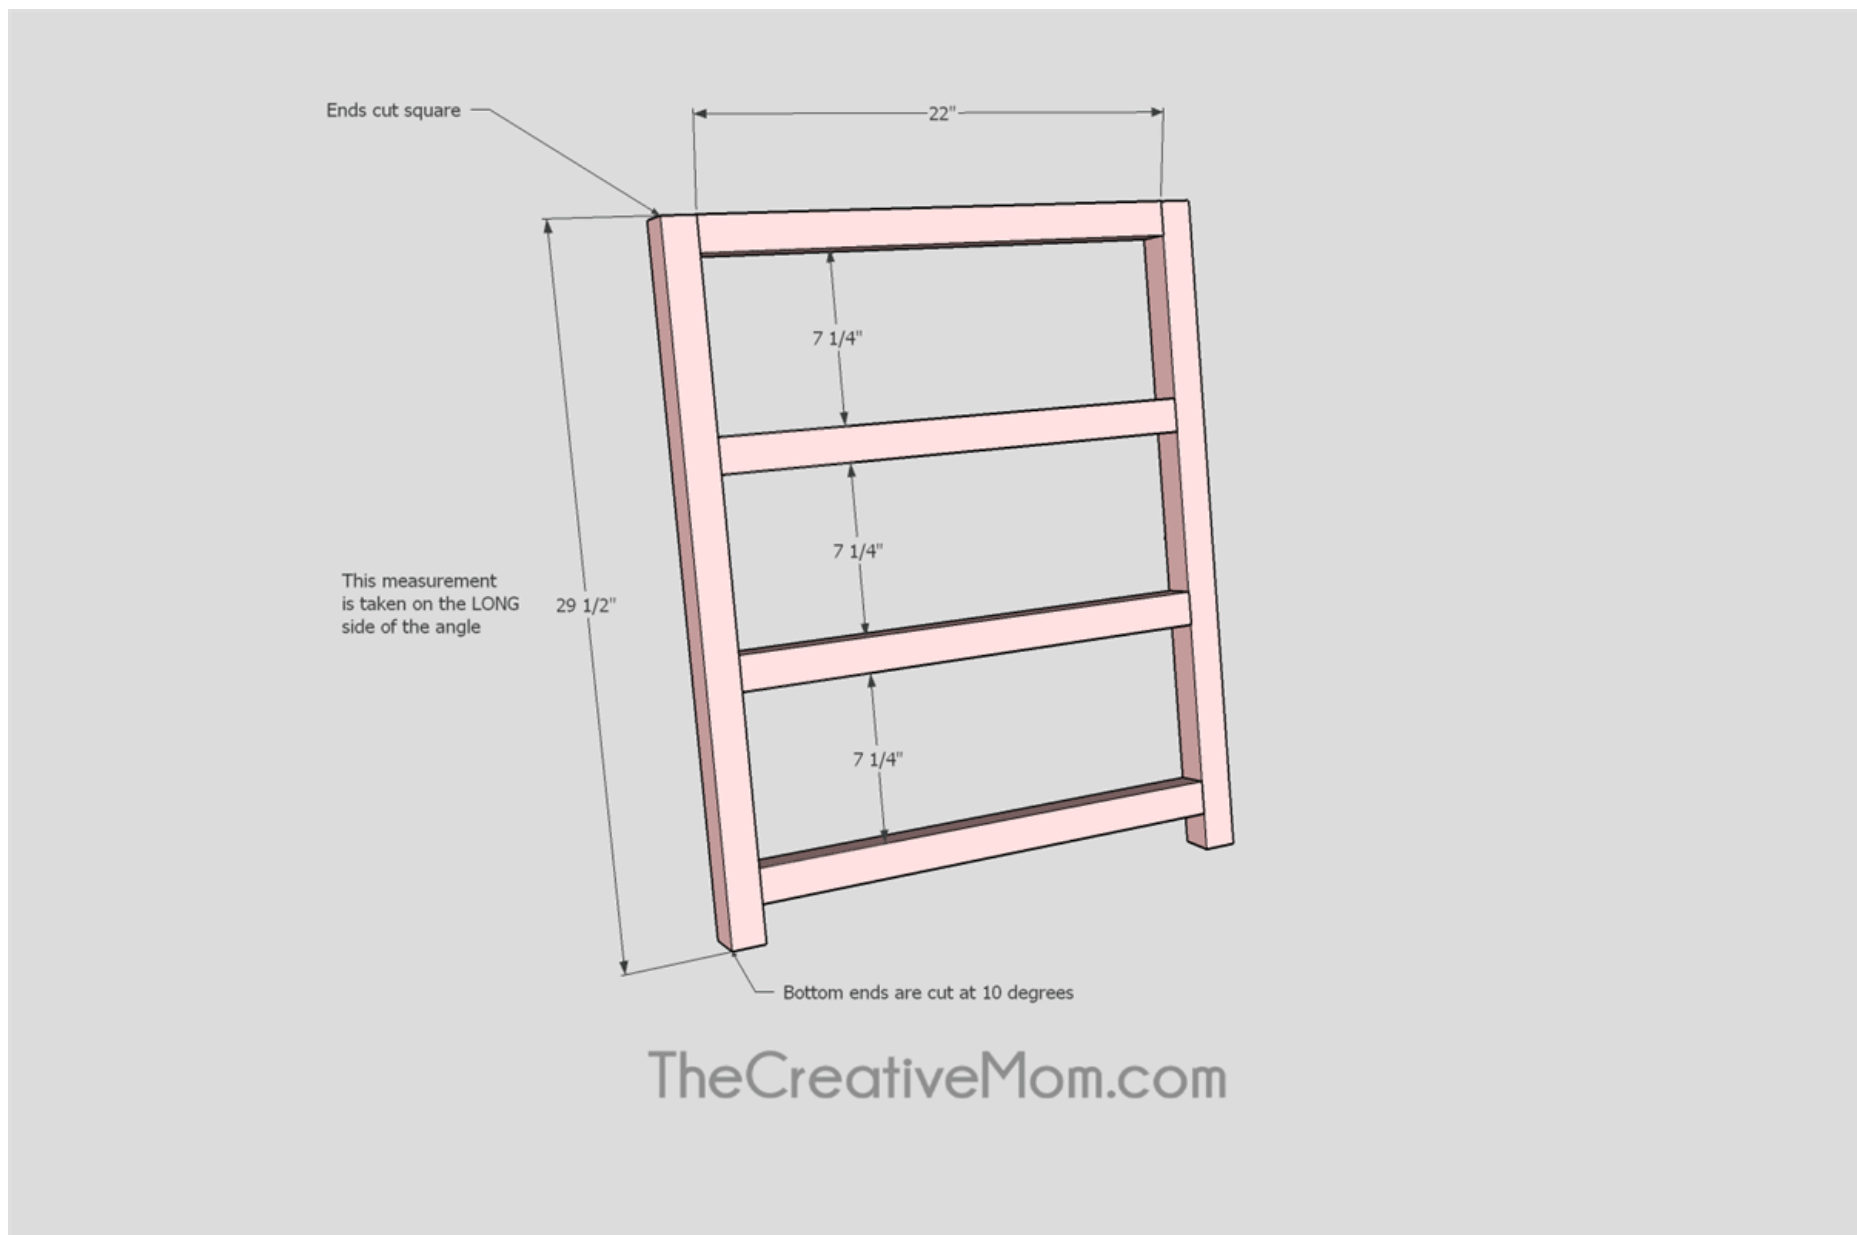 Ends cut square
22"
7 1/4"
7 1/4"
This measurement
is taken on the LONG
side of the angle
29 1/2"
7 1/4"
Bottom ends are cut at 10 degrees
TheCreativeMom.com